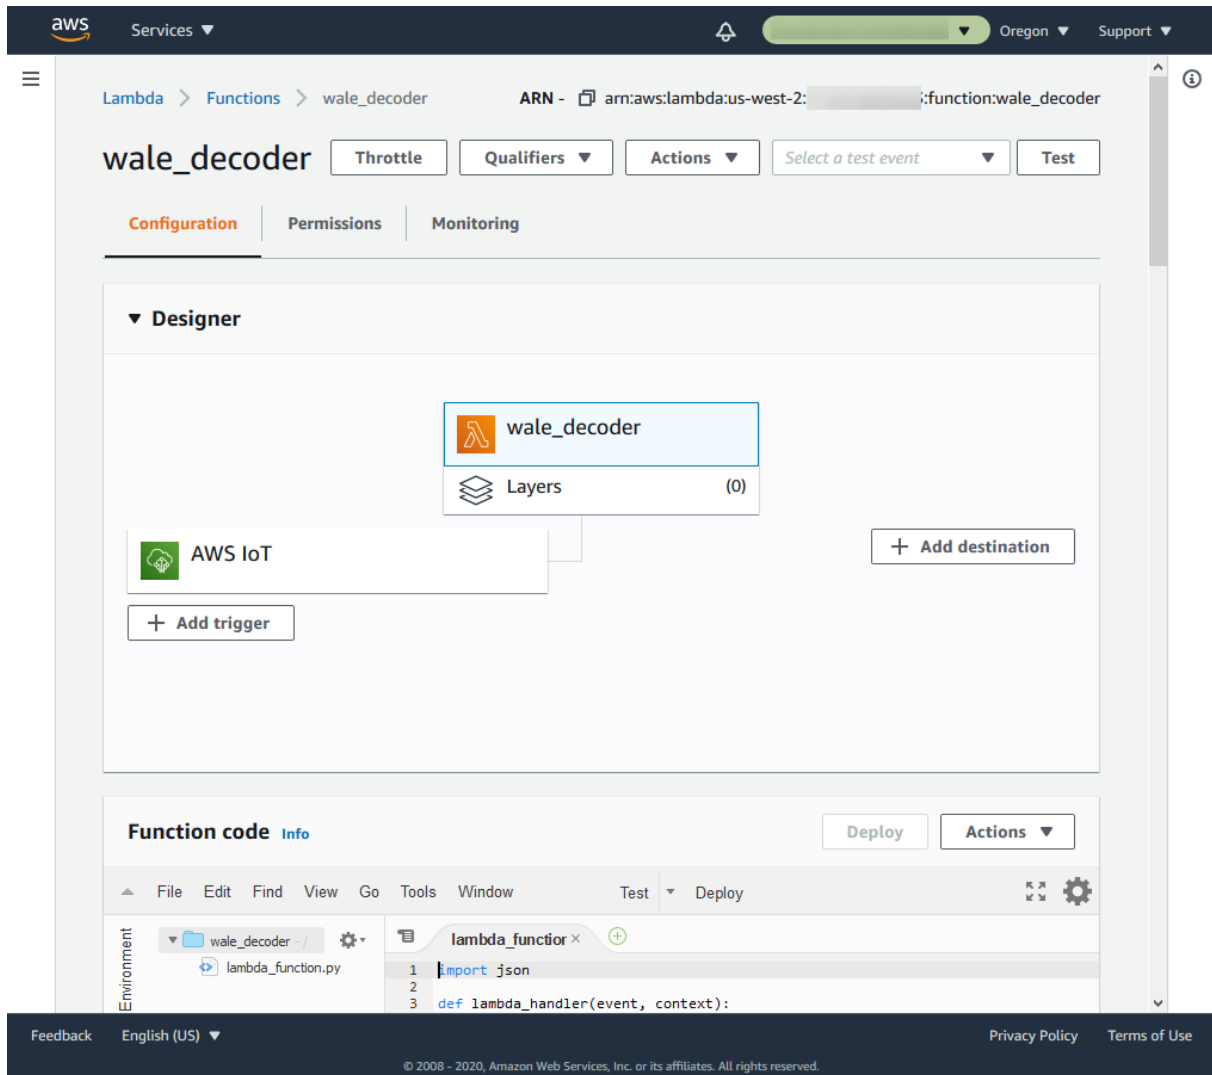 aws Services Oregon Support
Lambda Functions wale_decoder ARN - arn:aws:lambda:us-west-2: :function:wale_decoder
wale_decoder Throttle Qualifiers Actions Select a test event Test
Configuration Permissions Monitoring
Designer
wale_decoder
Layers (0)
AWS IoT
+ Add destination
+ Add trigger
Function code Info Deploy Actions
File Edit Find View Go Tools Window Test Deploy
Environment
wale_decoder - /
lambda_function.py
lambda_function ×
1 import json
2
3 def lambda_handler(event, context):
Feedback English (US) Privacy Policy Terms of Use
© 2008 - 2020, Amazon Web Services, Inc. or its affiliates. All rights reserved.